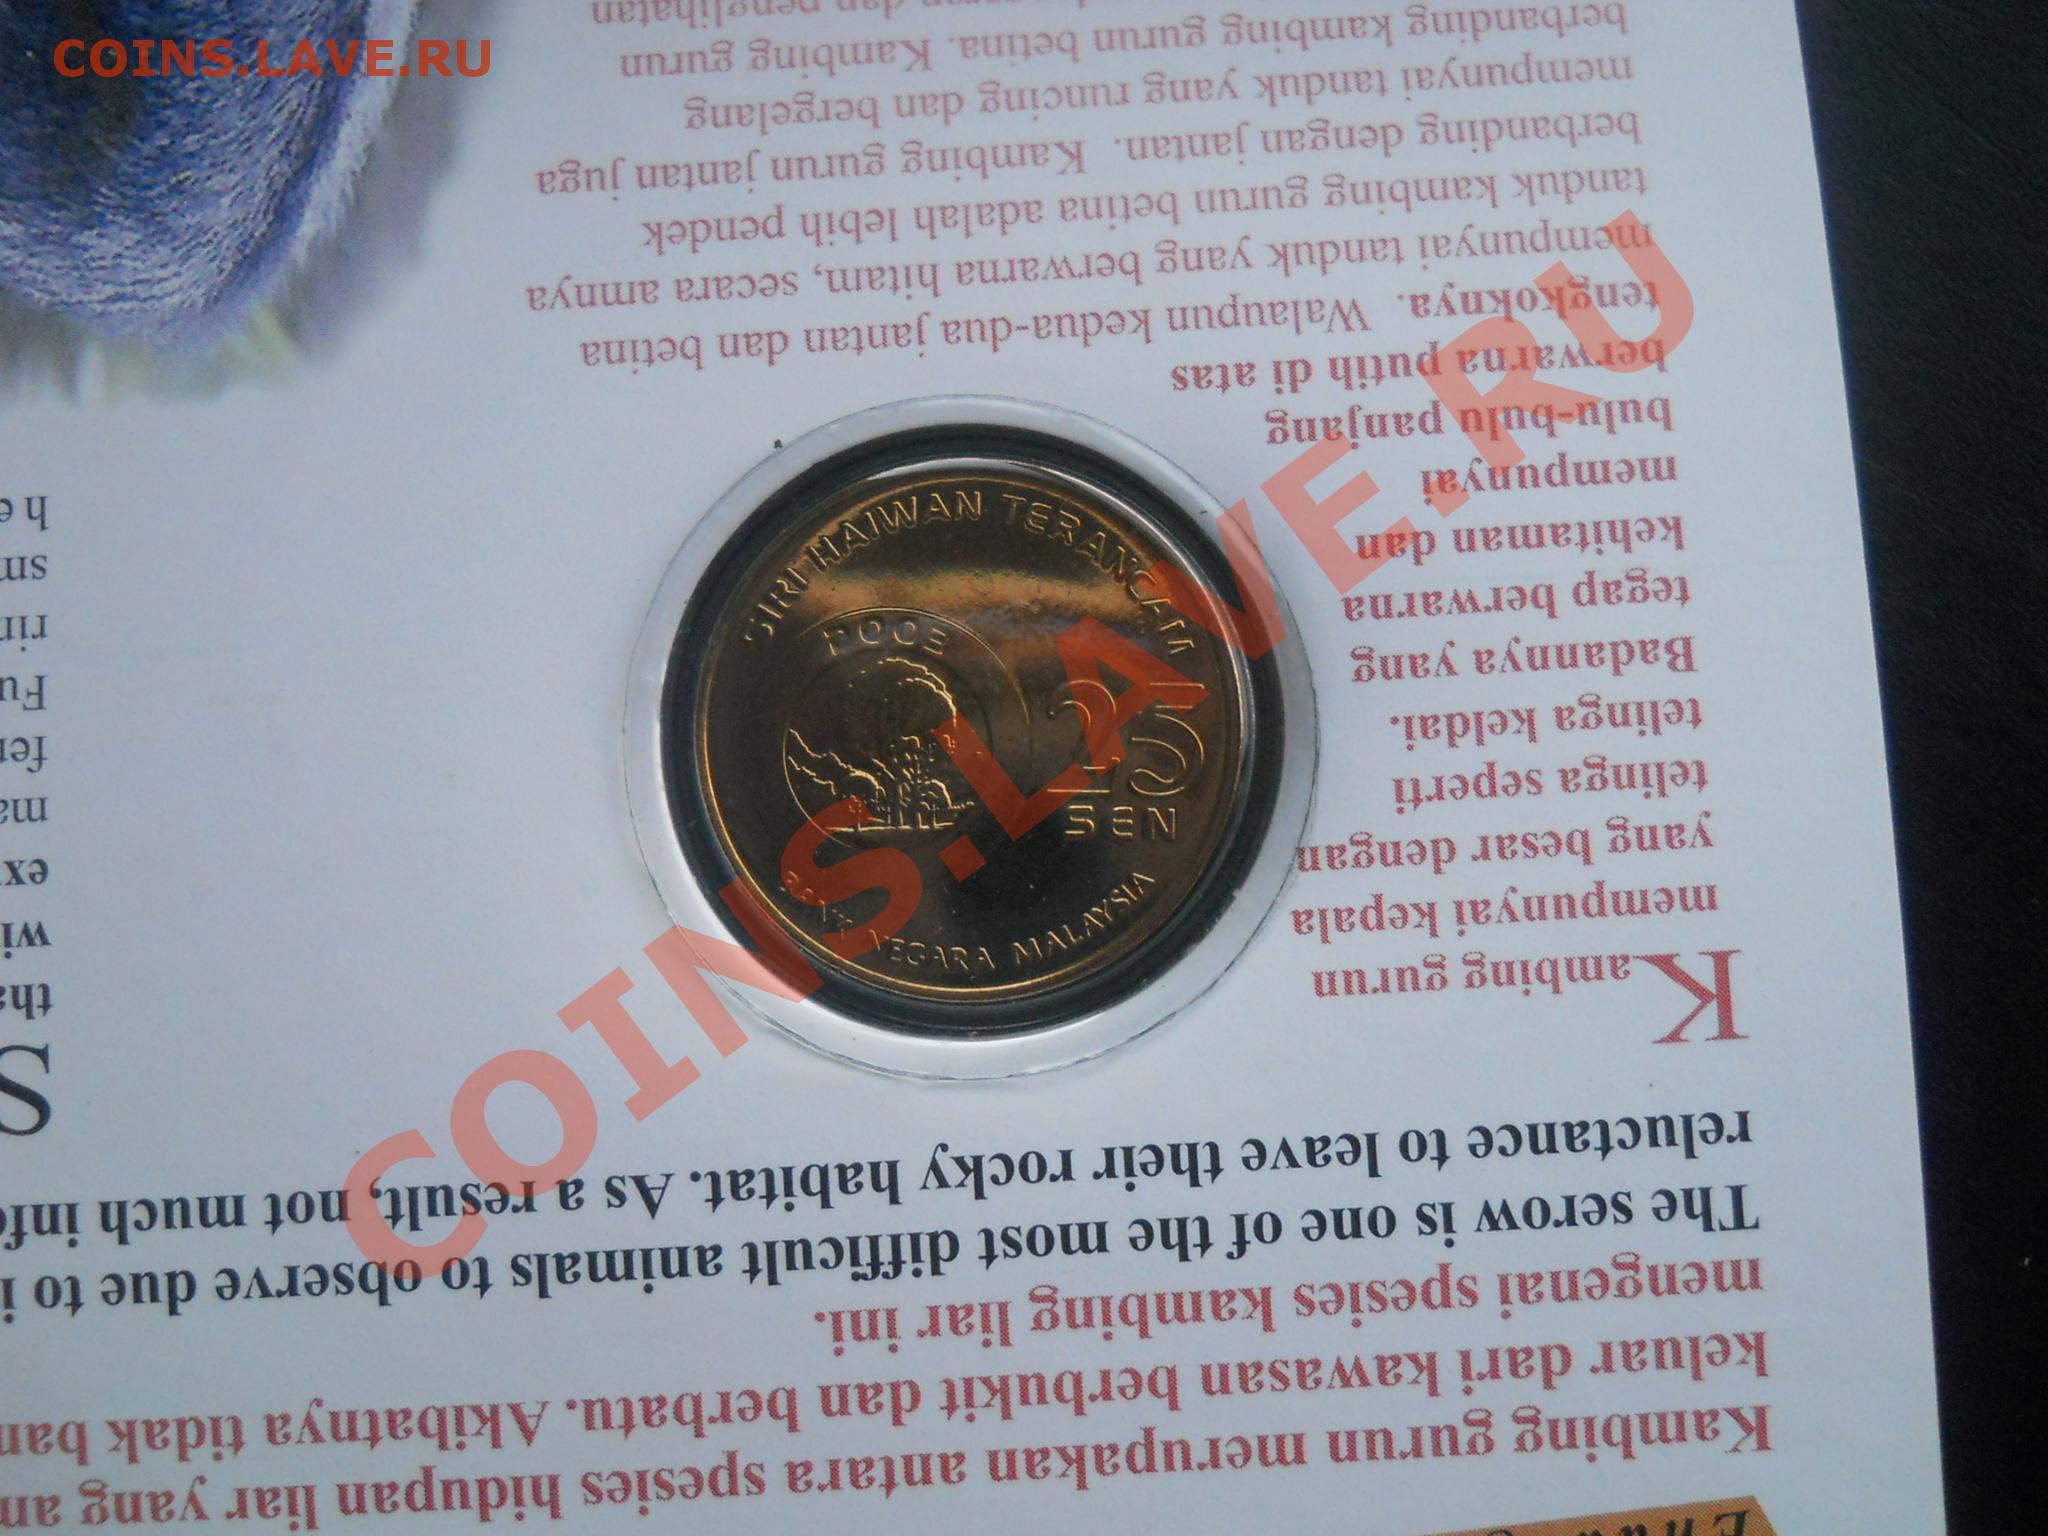 COINS.LAVE.RU
Kambing gurun merupakan antara spesies hidupan liar yang
keluar dari kawasan berbukit dan berbatu. Akibatnya tidak
mengenai spesies kambing liar ini.
The serow is one of the most difficult animals to observe due to
reluctance to leave their rocky habitat. As a result, not much
Kambing gurun
mempunyai kepala
yang besar dengan
telinga seperti
telinga keldai.
Badannya yang
tegap berwarna
kehitaman dan
mempunyai
bulu-bulu panjang
berwarna putih di atas
tengkoknya. Walaupun kedua-dua jantan dan betina
mempunyai tanduk yang berwarna hitam, secara amnya
tanduk kambing gurun betina adalah lebih pendek
berbanding dengan jantan. Kambing gurun jantan juga
mempunyai tanduk yang runcing dan bergelang
berbanding kambing gurun betina. Kambing gurun
dan penglihatan
S
SIRI HAIWAN TERANCAM
25
SEN
BANK NEGARA MALAYSIA
COINS.LAVE.RU